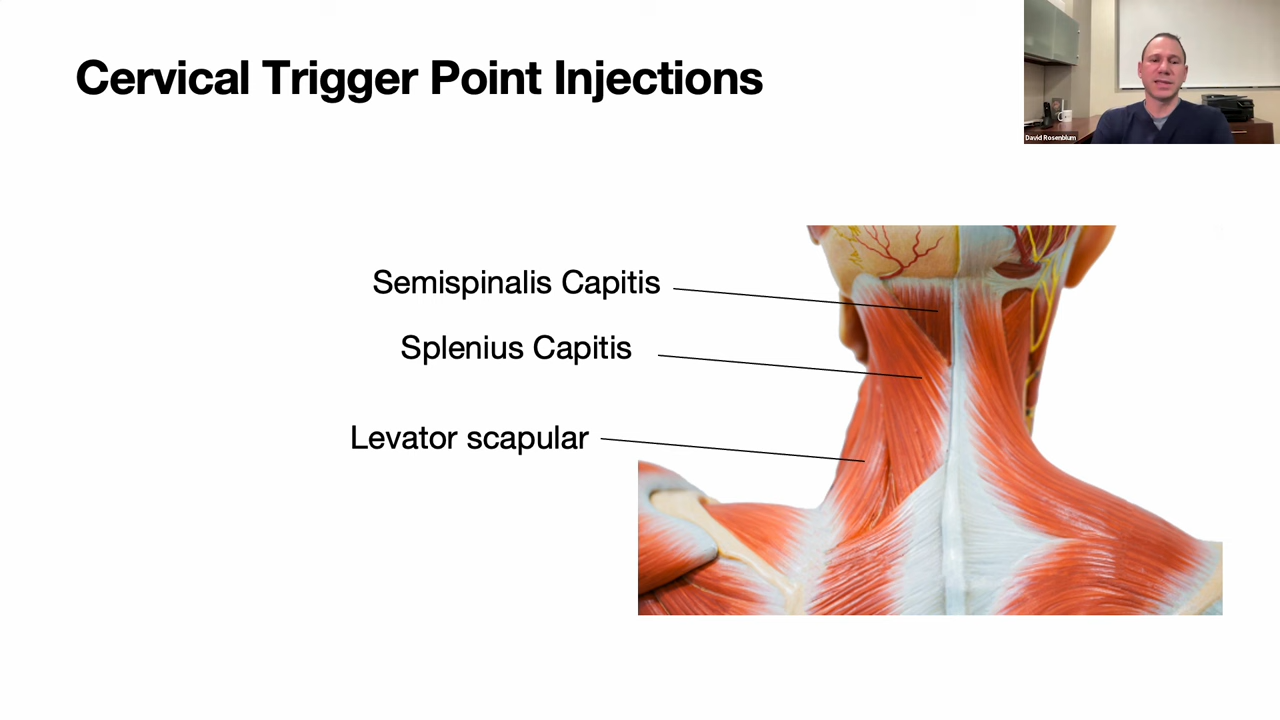 Cervical Trigger Point Injections
David Rosenblum
Semispinalis Capitis
Splenius Capitis
Levator scapular